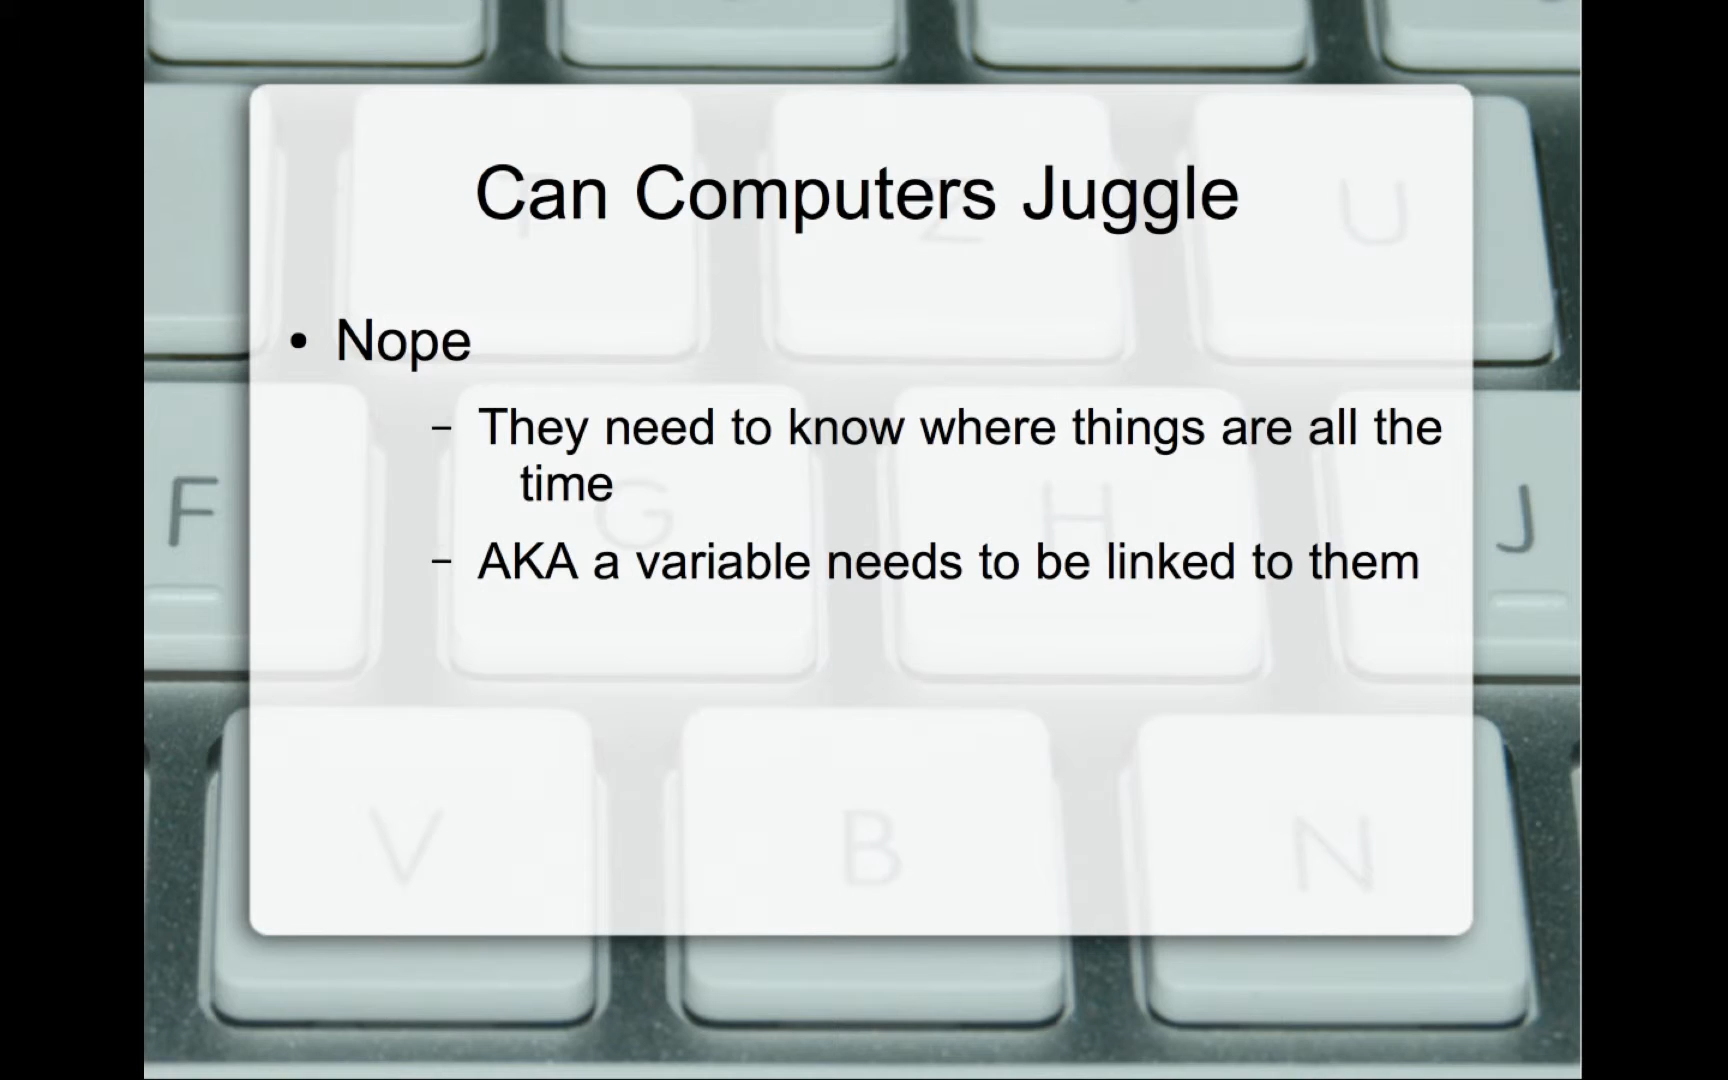 Can Computers Juggle
• Nope
– They need to know where things are all the
time
– AKA a variable needs to be linked to them
F
G
H
J
Z
U
V
B
N